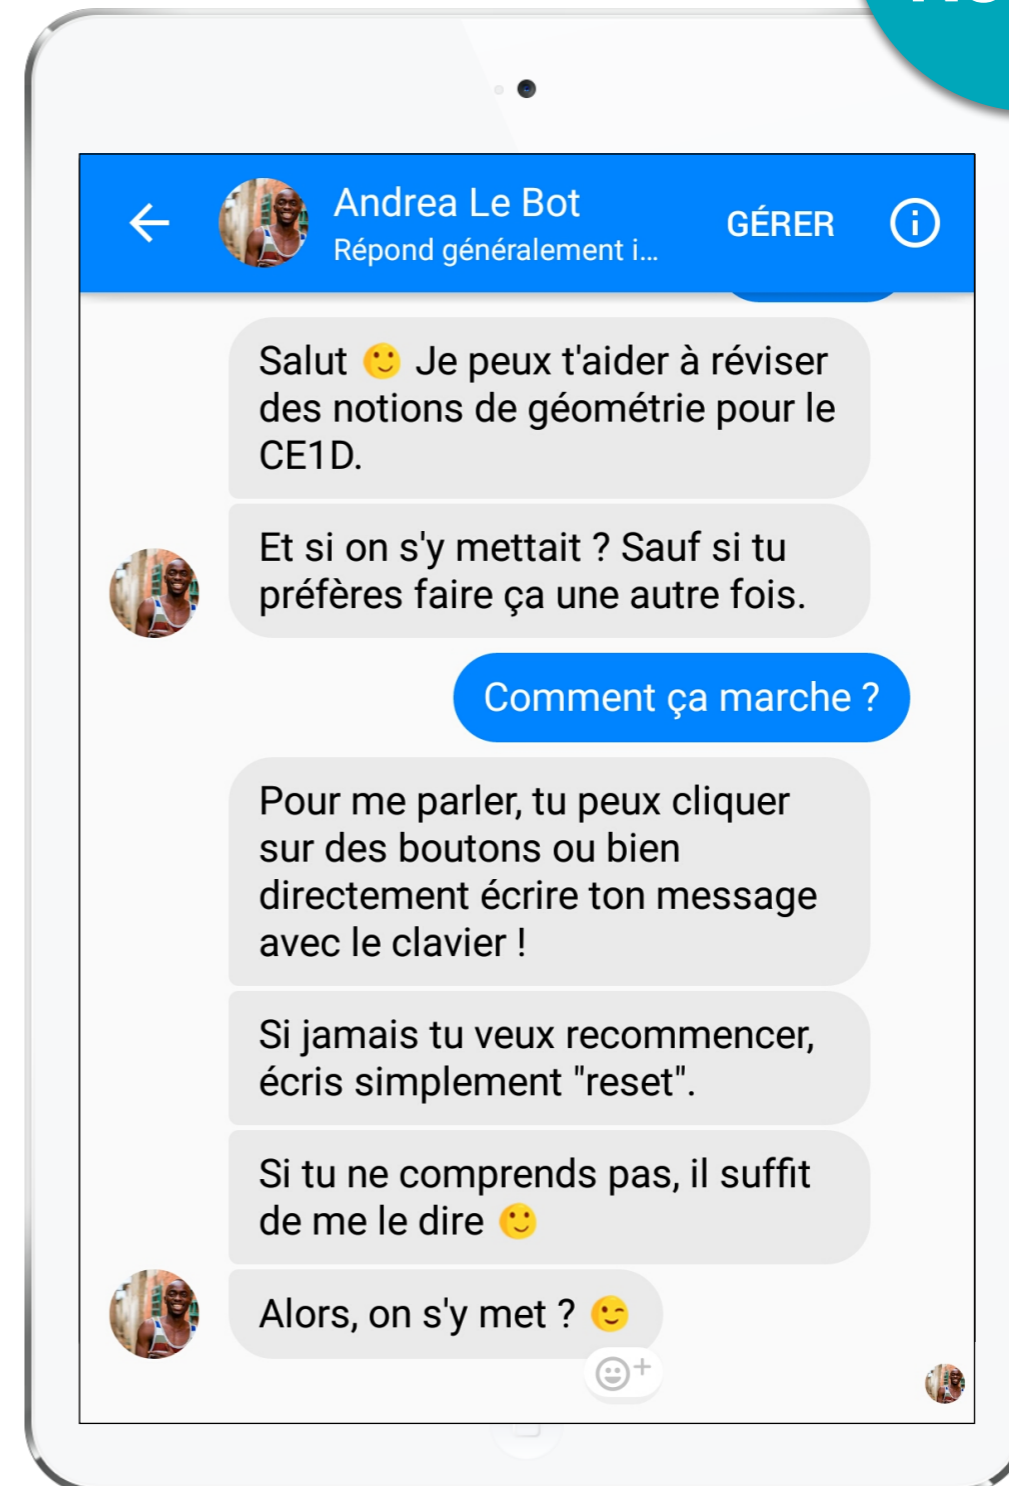 Andrea Le Bot
Répond généralement i...
GÉRER
Salut 🙂 Je peux t'aider à réviser
des notions de géométrie pour le
CE1D.
Et si on s'y mettait ? Sauf si tu
préfères faire ça une autre fois.
Comment ça marche ?
Pour me parler, tu peux cliquer
sur des boutons ou bien
directement écrire ton message
avec le clavier !
Si jamais tu veux recommencer,
écris simplement "reset".
Si tu ne comprends pas, il suffit
de me le dire 🙂
Alors, on s'y met ? 😉